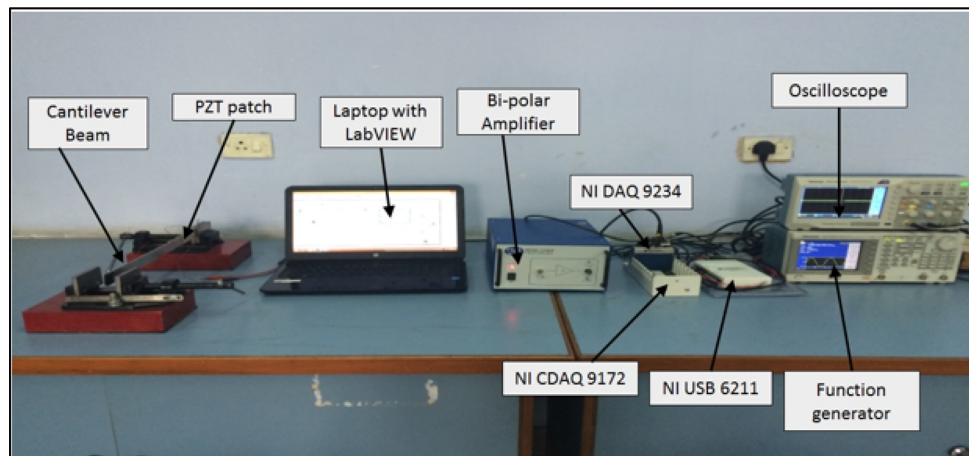 Cantilever
Beam
PZT patch
Laptop with
LabVIEW
Bi-polar
Amplifier
Oscilloscope
NI DAQ 9234
NI CDAQ 9172
NI USB 6211
Function
generator